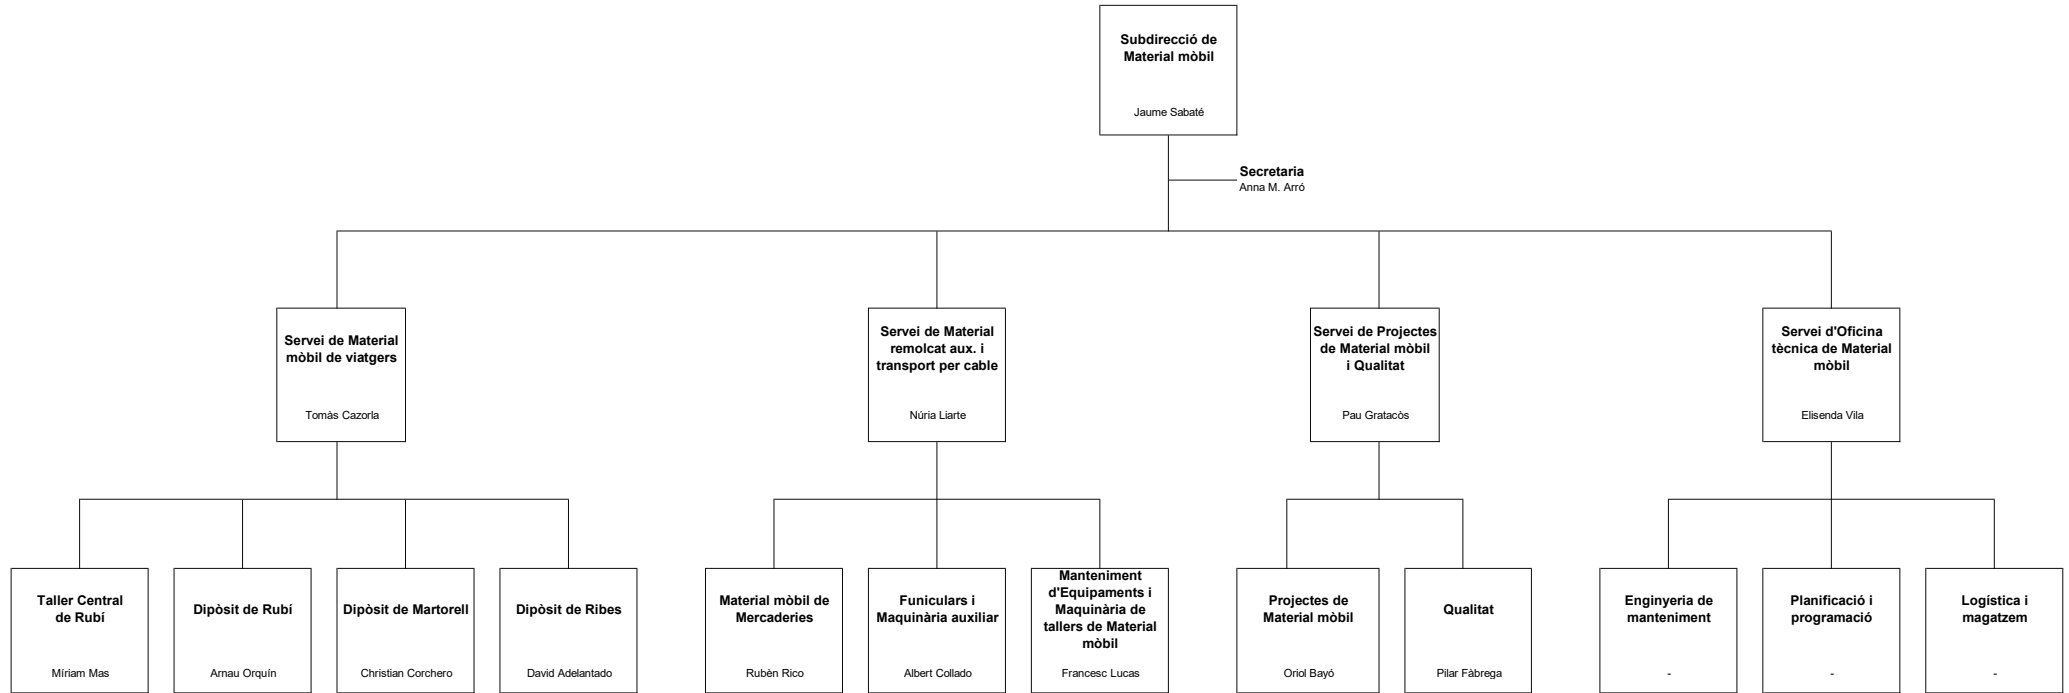 Subdirecció de
Material mòbil
Jaume Sabaté
Secretaria
Anna M. Arró
Servei de Material
mòbil de viatgers
Tomàs Cazorla
Servei de Material
remolcat aux. i
transport per cable
Núria Liarte
Servei de Projectes
de Material mòbil
i Qualitat
Pau Gratacòs
Servei d'Oficina
tècnica de Material
mòbil
Elisenda Vila
Taller Central
de Rubí
Míriam Mas
Dipòsit de Rubí
Arnau Orquín
Dipòsit de Martorell
Christian Corchero
Dipòsit de Ribes
David Adelantado
Material mòbil de
Mercaderies
Rubèn Rico
Funiculars i
Maquinària auxiliar
Albert Collado
Manteniment
d'Equipaments i
Maquinària de
tallers de Material
mòbil
Francesc Lucas
Projectes de
Material mòbil
Oriol Bayó
Qualitat
Pilar Fàbrega
Enginyeria de
manteniment
-
Planificació i
programació
-
Logística i
magatzem
-